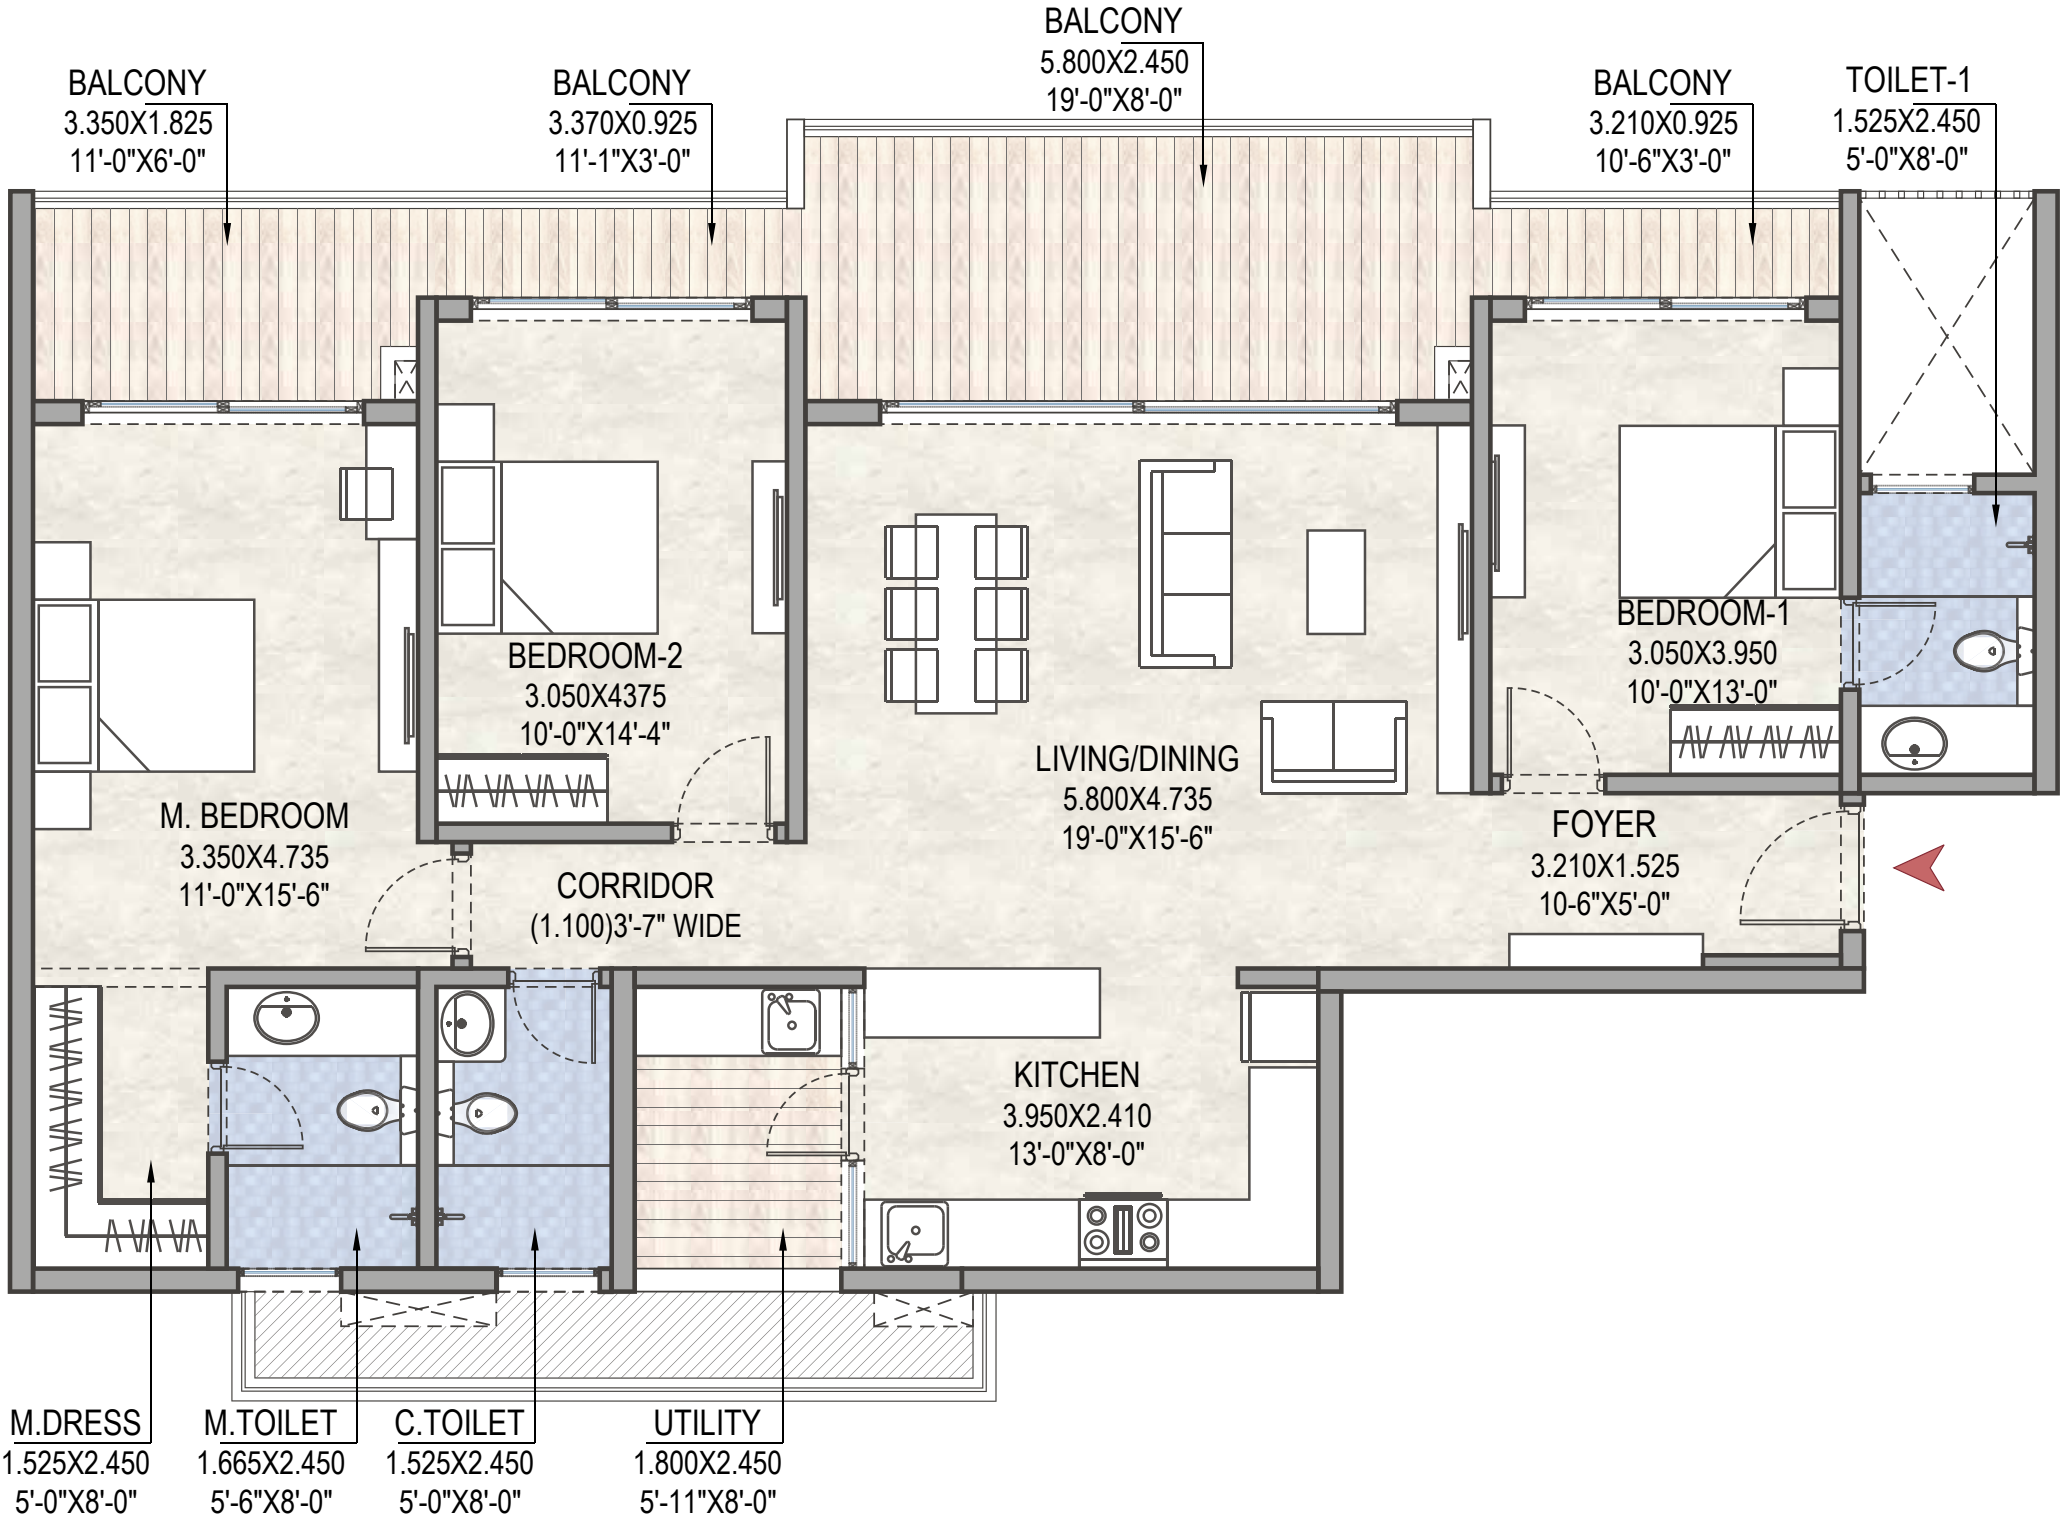 BALCONY
5.800X2.450
19'-0"X8'-0"
BALCONY
3.350X1.825
11'-0"X6'-0"
BALCONY
3.370X0.925
11'-1"X3'-0"
BALCONY
3.210X0.925
10'-6"X3'-0"
TOILET-1
1.525X2.450
5'-0"X8'-0"
BEDROOM-1
3.050X3.950
10'-0"X13'-0"
BEDROOM-2
3.050X4375
10'-0"X14'-4"
LIVING/DINING
5.800X4.735
19'-0"X15'-6"
M. BEDROOM
3.350X4.735
11'-0"X15'-6"
FOYER
3.210X1.525
10-6"X5'-0"
CORRIDOR
(1.100)3'-7" WIDE
KITCHEN
3.950X2.410
13'-0"X8'-0"
M.DRESS
1.525X2.450
5'-0"X8'-0"
M.TOILET
1.665X2.450
5'-6"X8'-0"
C.TOILET
1.525X2.450
5'-0"X8'-0"
UTILITY
1.800X2.450
5'-11"X8'-0"